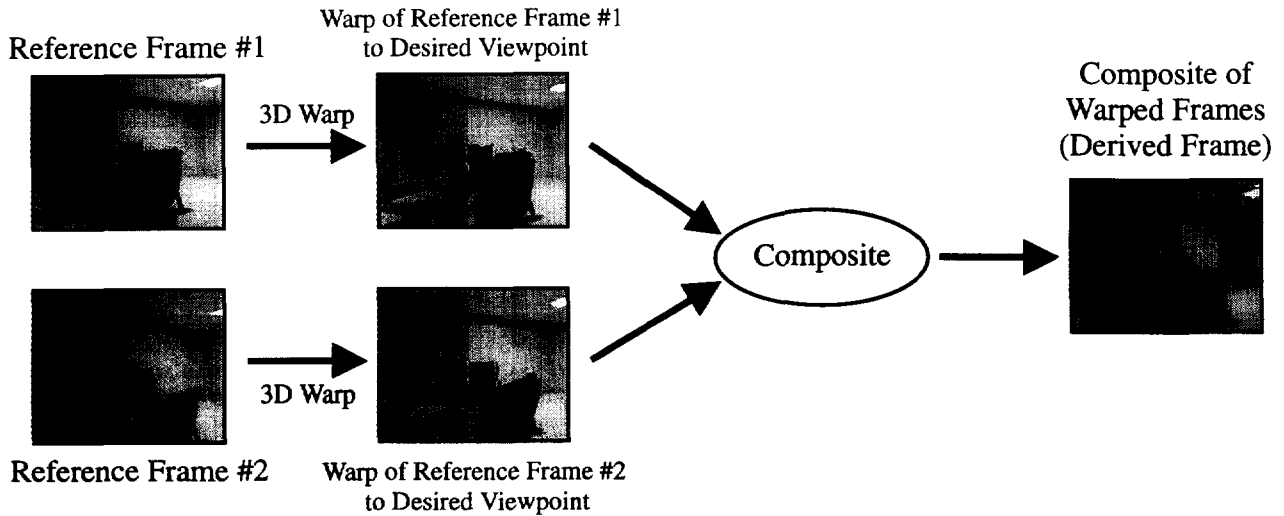 Reference Frame #1
3D Warp
Warp of Reference Frame #1
to Desired Viewpoint
Composite
Composite of
Warped Frames
(Derived Frame)
3D Warp
Reference Frame #2
Warp of Reference Frame #2
to Desired Viewpoint